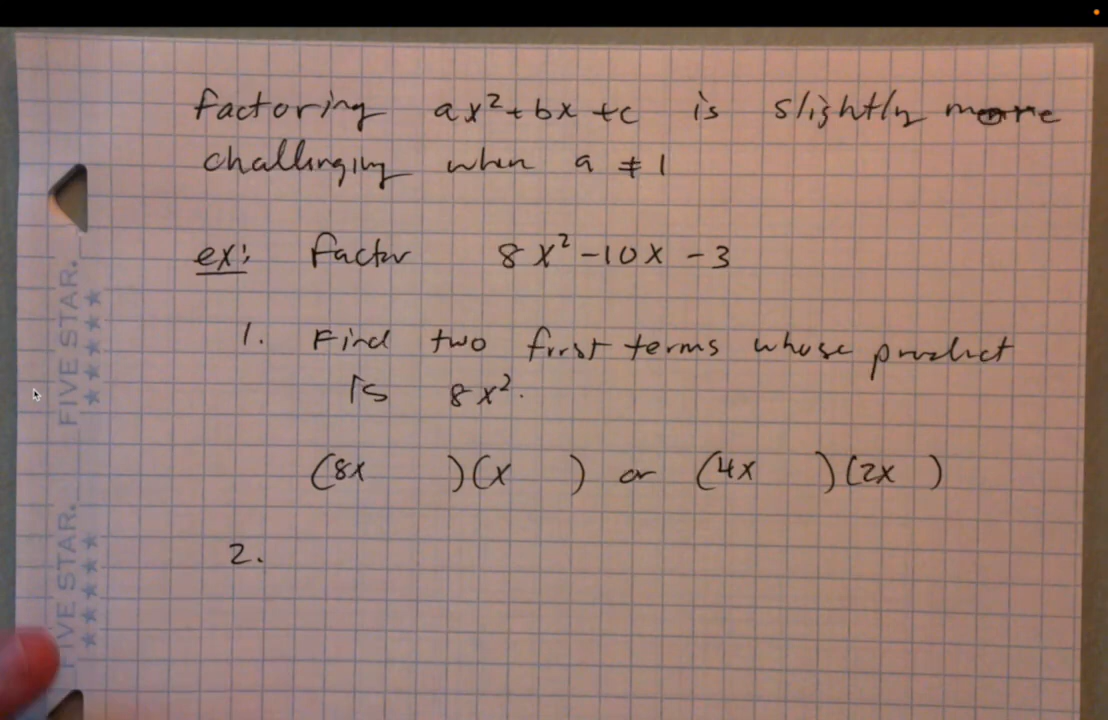 factoring ax²+bx+c is slightly more
challenging when a ≠ 1
ex: Factor 8x²-10x-3
1. Find two first terms whose product
is 8x².
(8x )(x ) or (4x )(2x )
2.
FIVE STAR.
★★★★★
FIVE STAR.
★★★★★